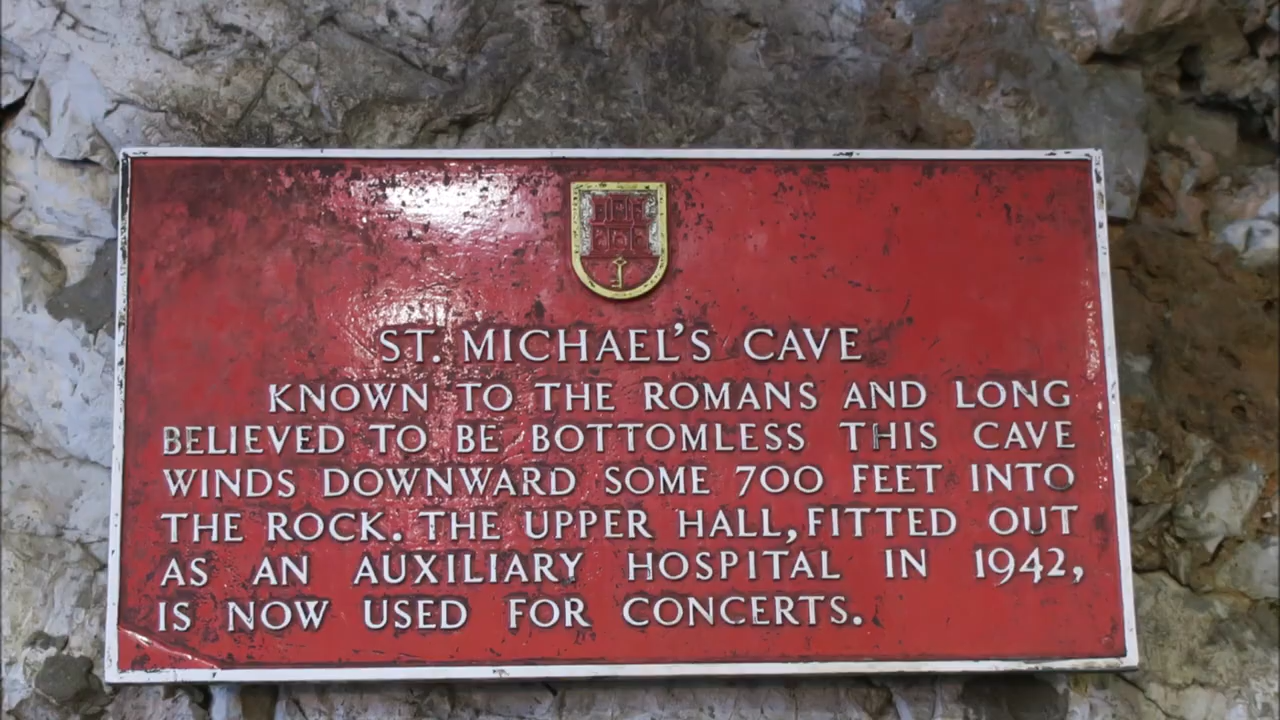 ST. MICHAEL'S CAVE
KNOWN TO THE ROMANS AND LONG
BELIEVED TO BE BOTTOMLESS THIS CAVE
WINDS DOWNWARD SOME 700 FEET INTO
THE ROCK. THE UPPER HALL, FITTED OUT
AS AN AUXILIARY HOSPITAL IN 1942,
IS NOW USED FOR CONCERTS.